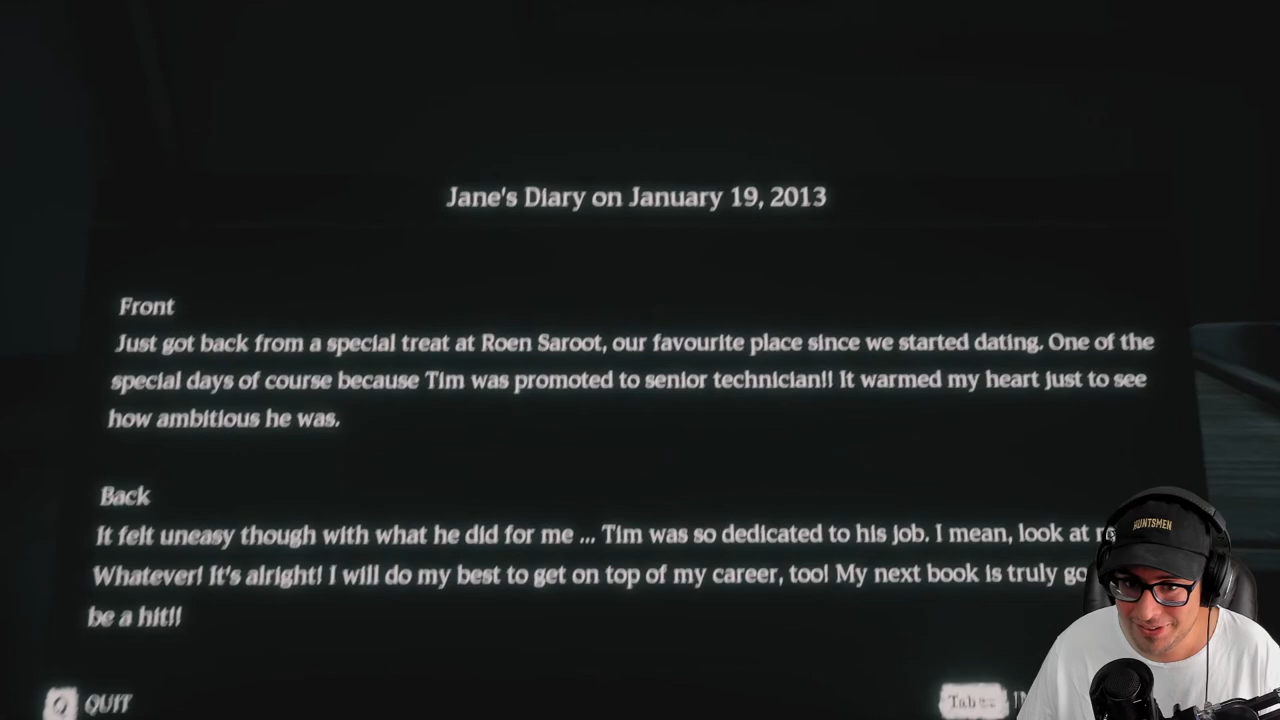 Jane's Diary on January 19, 2013
Front
Just got back from a special treat at Roen Saroot, our favourite place since we started dating. One of the
special days of course because Tim was promoted to senior technician!! It warmed my heart just to see
how ambitious he was.
Back
It felt uneasy though with what he did for me ... Tim was so dedicated to his job. I mean, look at
Whatever! It's alright! I will do my best to get on top of my career, too! My next book is truly
be a hit!!
Q QUIT
Tab
HUNTSMEN